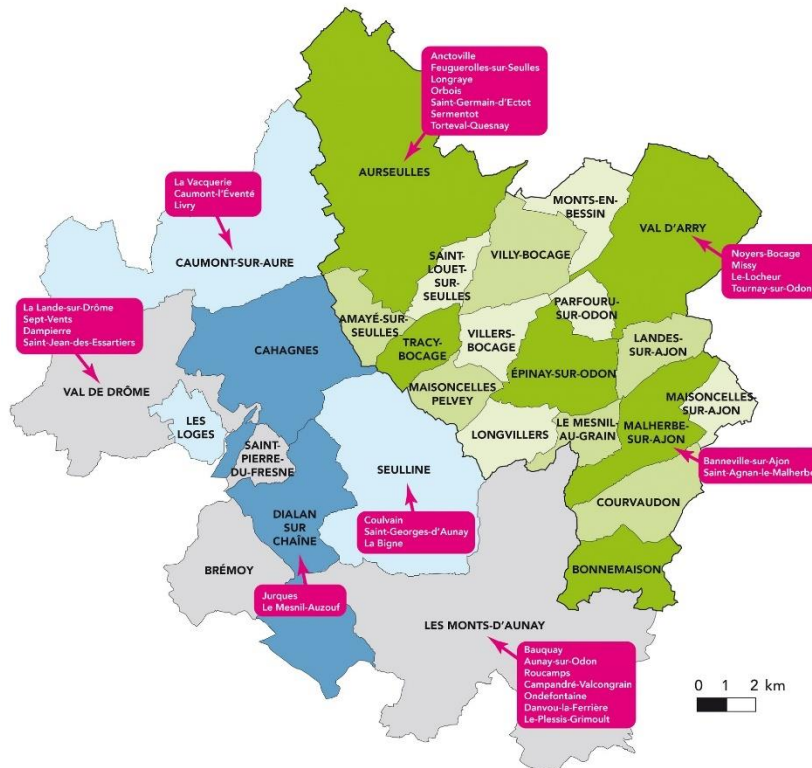 Anctoville
Feuguerolles-sur-Seulles
Longraye
Orbois
Saint-Germain-d'Ectot
Sermentot
Torteval-Quesnay
AURSEULLES
MONTS-EN-
BESSIN
VAL D'ARRY
La Vacquerie
Caumont-l'Éventé
Livry
CAUMONT-SUR-AURE
SAINT-
LOUET-
SUR-
SEULLES
VILLY-BOCAGE
Noyers-Bocage
Missy
Le-Locheur
Tournay-sur-Odon
La Lande-sur-Drôme
Sept-Vents
Dampierre
Saint-Jean-des-Essartiers
VAL DE DRÔME
AMAYÉ-SUR-
SEULLES
PARFOURU-
SUR-ODON
CAHAGNES
TRACY-
BOCAGE
VILLERS-
BOCAGE
LANDES-
SUR-AJON
ÉPINAY-SUR-ODON
MAISONCELLES
PELVEY
MAISONCELLES
-SUR-AJON
LES
LOGES
SAINT-
PIERRE-
DU-FRESNE
LONGVILLERS
LE MESNIL
-AU-GRAIN
MALHERBE-
SUR-AJON
SEULLINE
Banneville-sur-Ajon
Saint-Agnan-le-Malherbe
COURVAUDON
DIALAN
SUR
CHAÎNE
Coulvain
Saint-Georges-d'Aunay
La Bigne
BRÉMOY
BONNEMAISON
Jurques
Le Mesnil-Auzouf
LES MONTS-D'AUNAY
Bauquay
Aunay-sur-Odon
Roucamps
Campandré-Valcongrain
Ondefontaine
Danvou-la-Ferrière
Le-Plessis-Grimoult
0 1 2 km